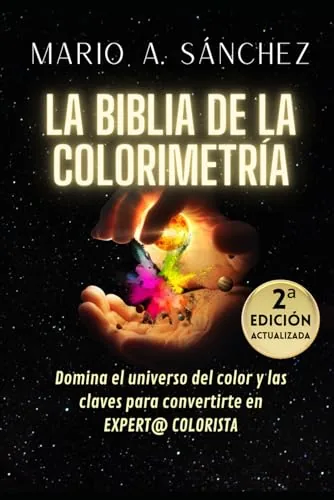 MARIO A. SÁNCHEZ
LA BIBLIA DE LA
COLORIMETRÍA
2ª
EDICIÓN
ACTUALIZADA
Domina el universo del color y las
claves para convertirte en
EXPERT@ COLORISTA